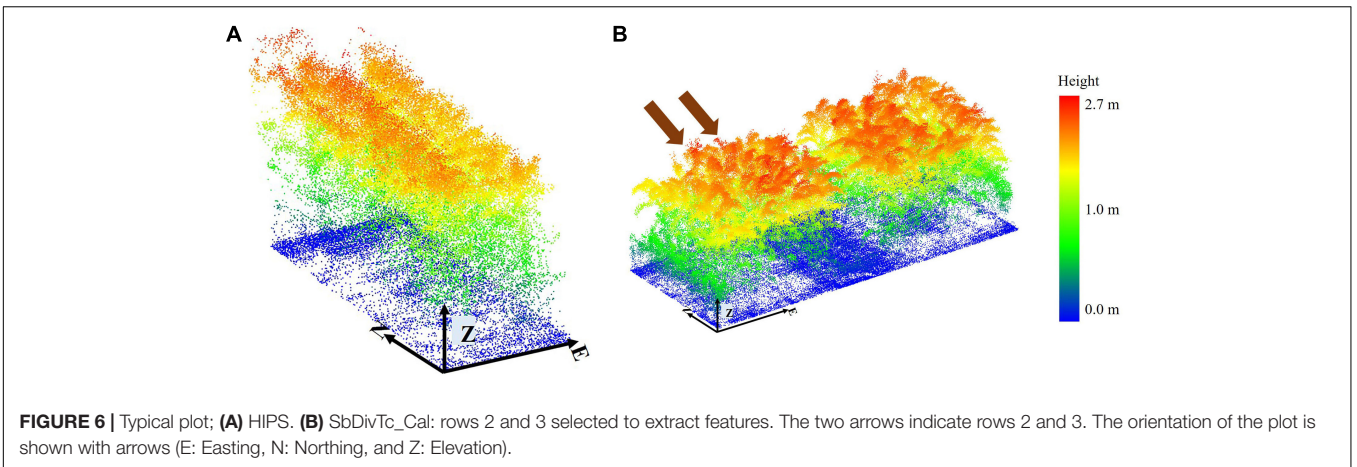 A
B
Height
2.7 m
1.0 m
0.0 m
N
Z
E
N
Z
E
FIGURE 6 | Typical plot; (A) HIPS. (B) SbDivTc_Cal: rows 2 and 3 selected to extract features. The two arrows indicate rows 2 and 3. The orientation of the plot is
shown with arrows (E: Easting, N: Northing, and Z: Elevation).